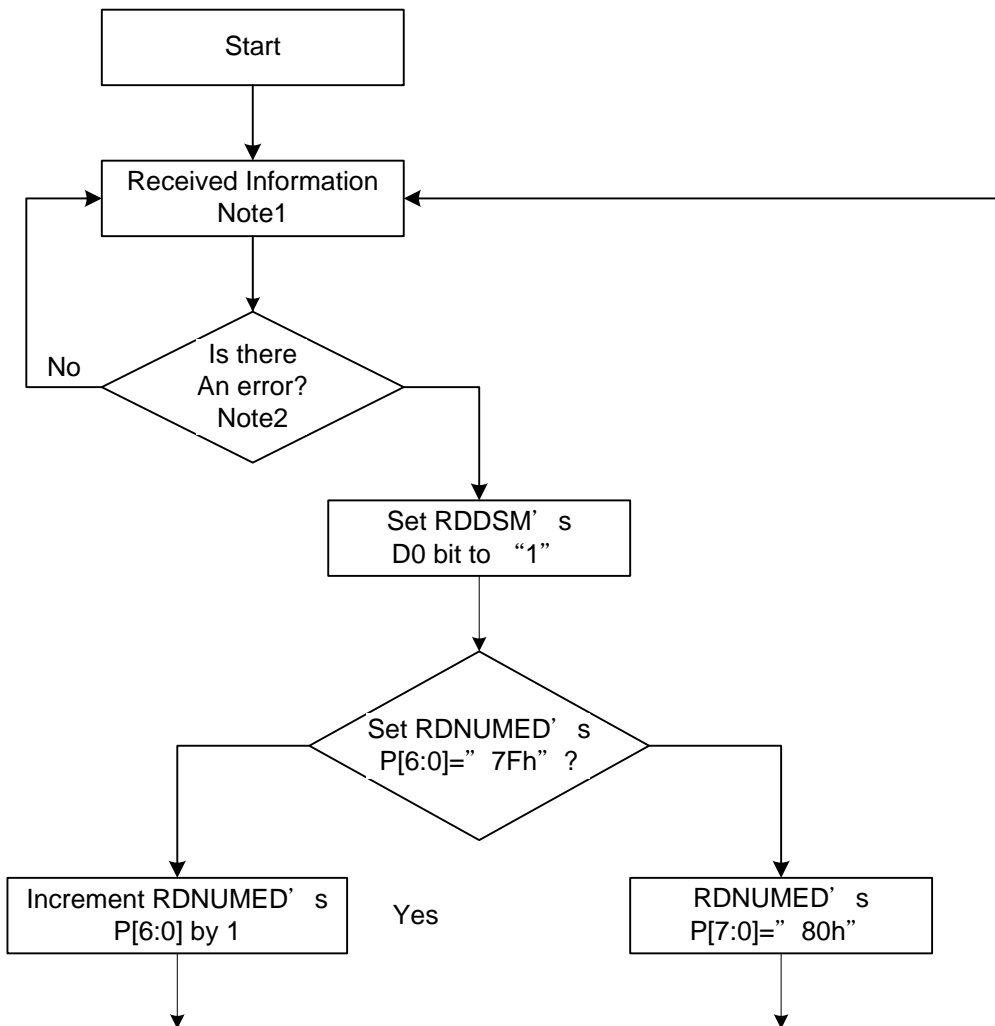 Start
Received Information
Note1
No
Is there
An error?
Note2
Set RDDSM’ s
D0 bit to “1”
Set RDNUMED’ s
P[6:0]=” 7Fh” ?
Increment RDNUMED’ s
P[6:0] by 1
Yes
RDNUMED’ s
P[7:0]=” 80h”